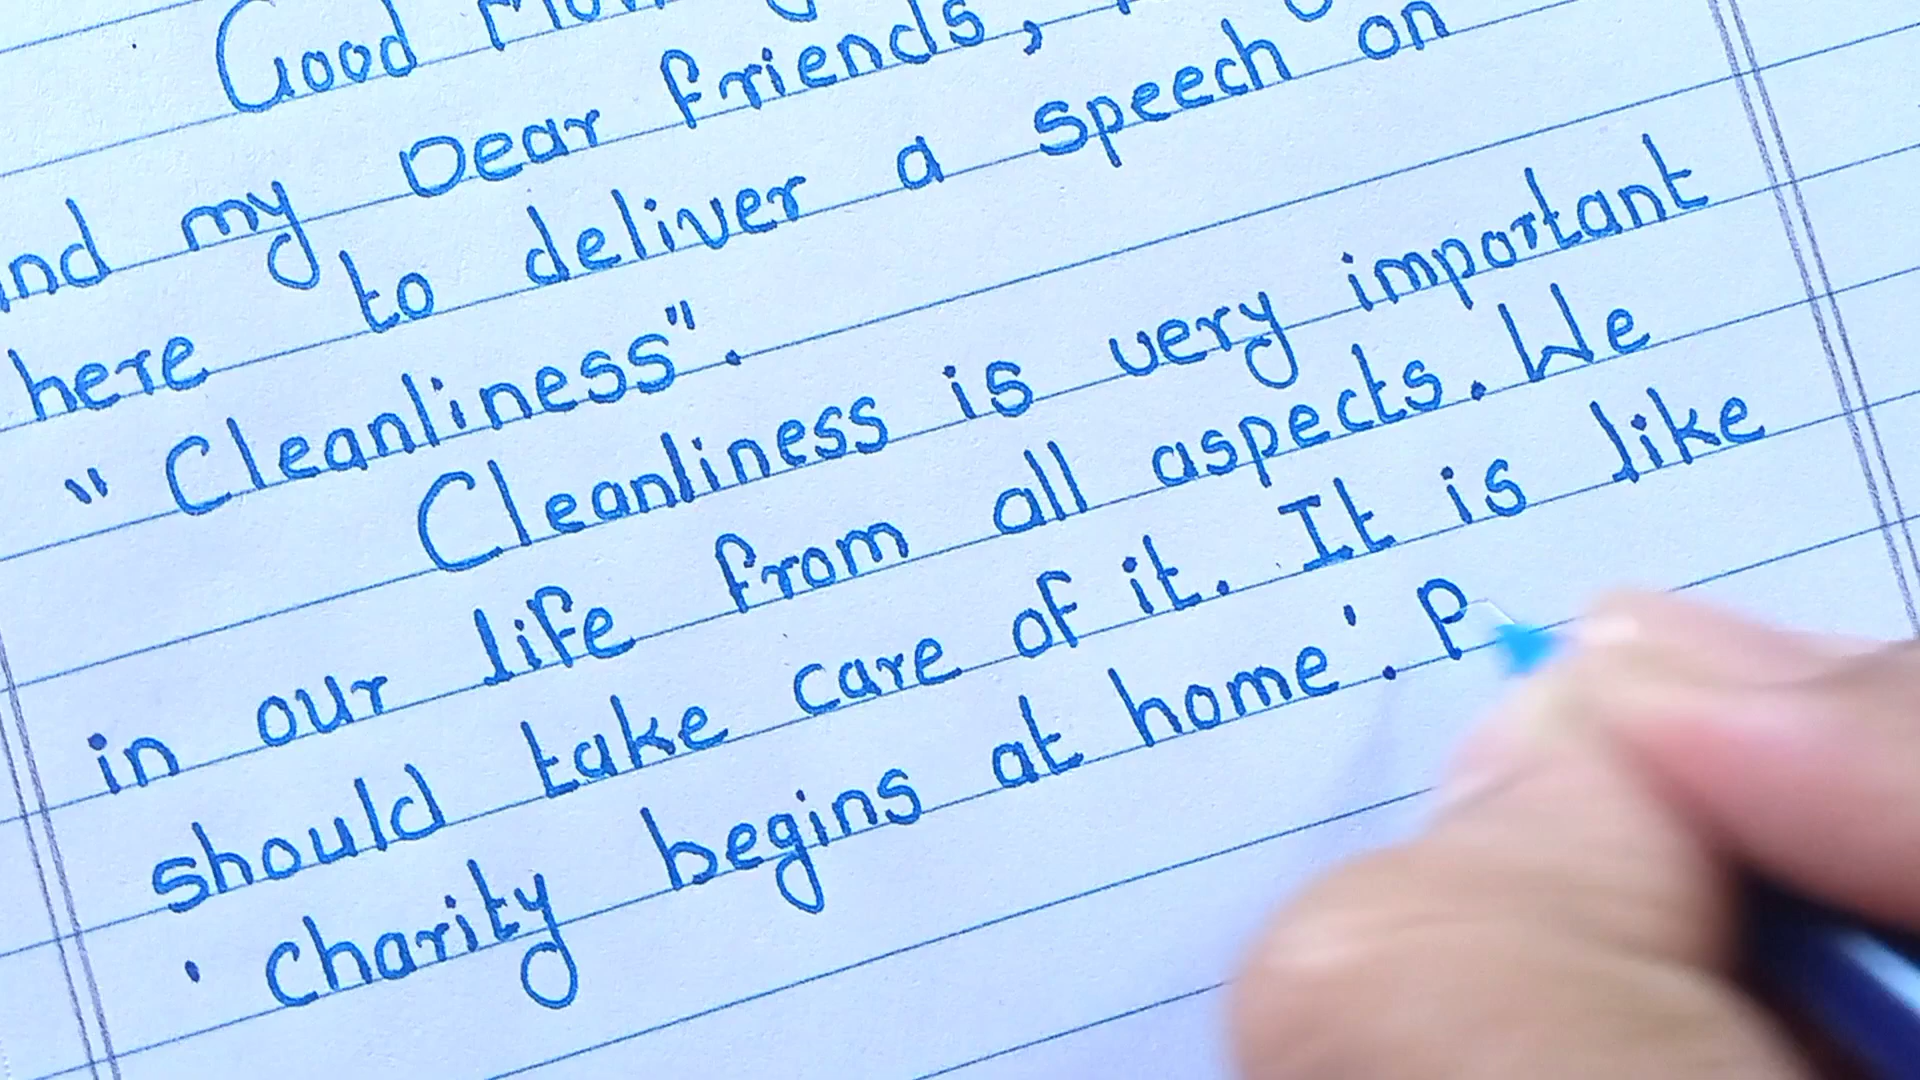 Good
nd my Dear friends,
here to deliver a speech on
"Cleanliness".
Cleanliness is very important
in our life from all aspects. We
should take care of it. It is like
'charity begins at home'. P